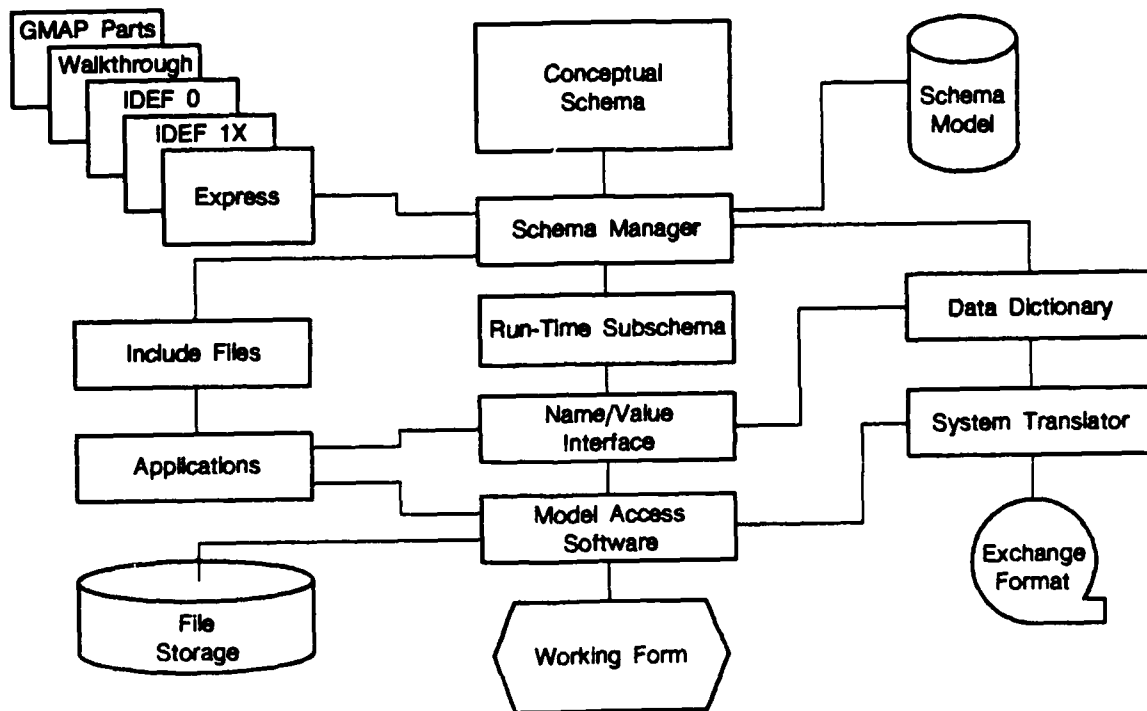 GMAP Parts
Walkthrough
IDEF 0
IDEF 1X
Express
Conceptual
Schema
Schema
Model
Schema Manager
Run-Time Subschema
Data Dictionary
Include Files
Name/Value
Interface
System Translator
Applications
Model Access
Software
Exchange
Format
File
Storage
Working Form